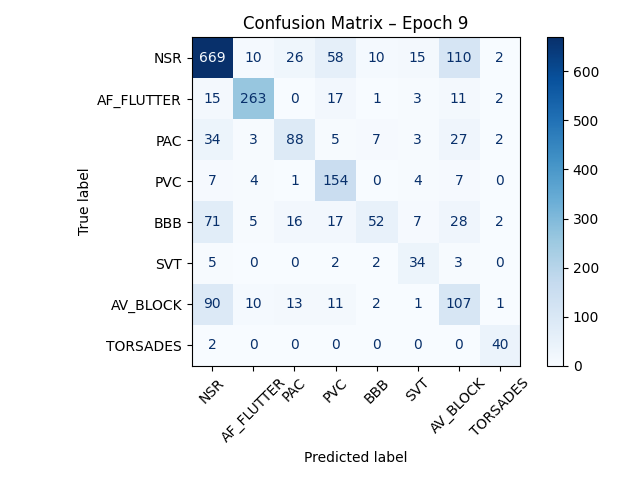 Confusion Matrix – Epoch 9
True label
NSR 669 10 26 58 10 15 110 2
AF_FLUTTER 15 263 0 17 1 3 11 2
PAC 34 3 88 5 7 3 27 2
PVC 7 4 1 154 0 4 7 0
BBB 71 5 16 17 52 7 28 2
SVT 5 0 0 2 2 34 3 0
AV_BLOCK 90 10 13 11 2 1 107 1
TORSADES 2 0 0 0 0 0 0 40
NSR AF_FLUTTER PAC PVC BBB SVT AV_BLOCK TORSADES
Predicted label
600
500
400
300
200
100
0